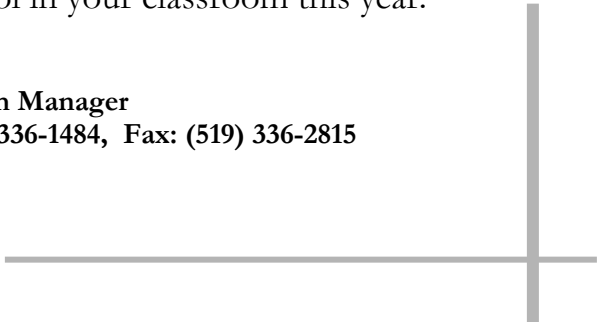 in your classroom this year.
Manager
336-1484, Fax: (519) 336-2815